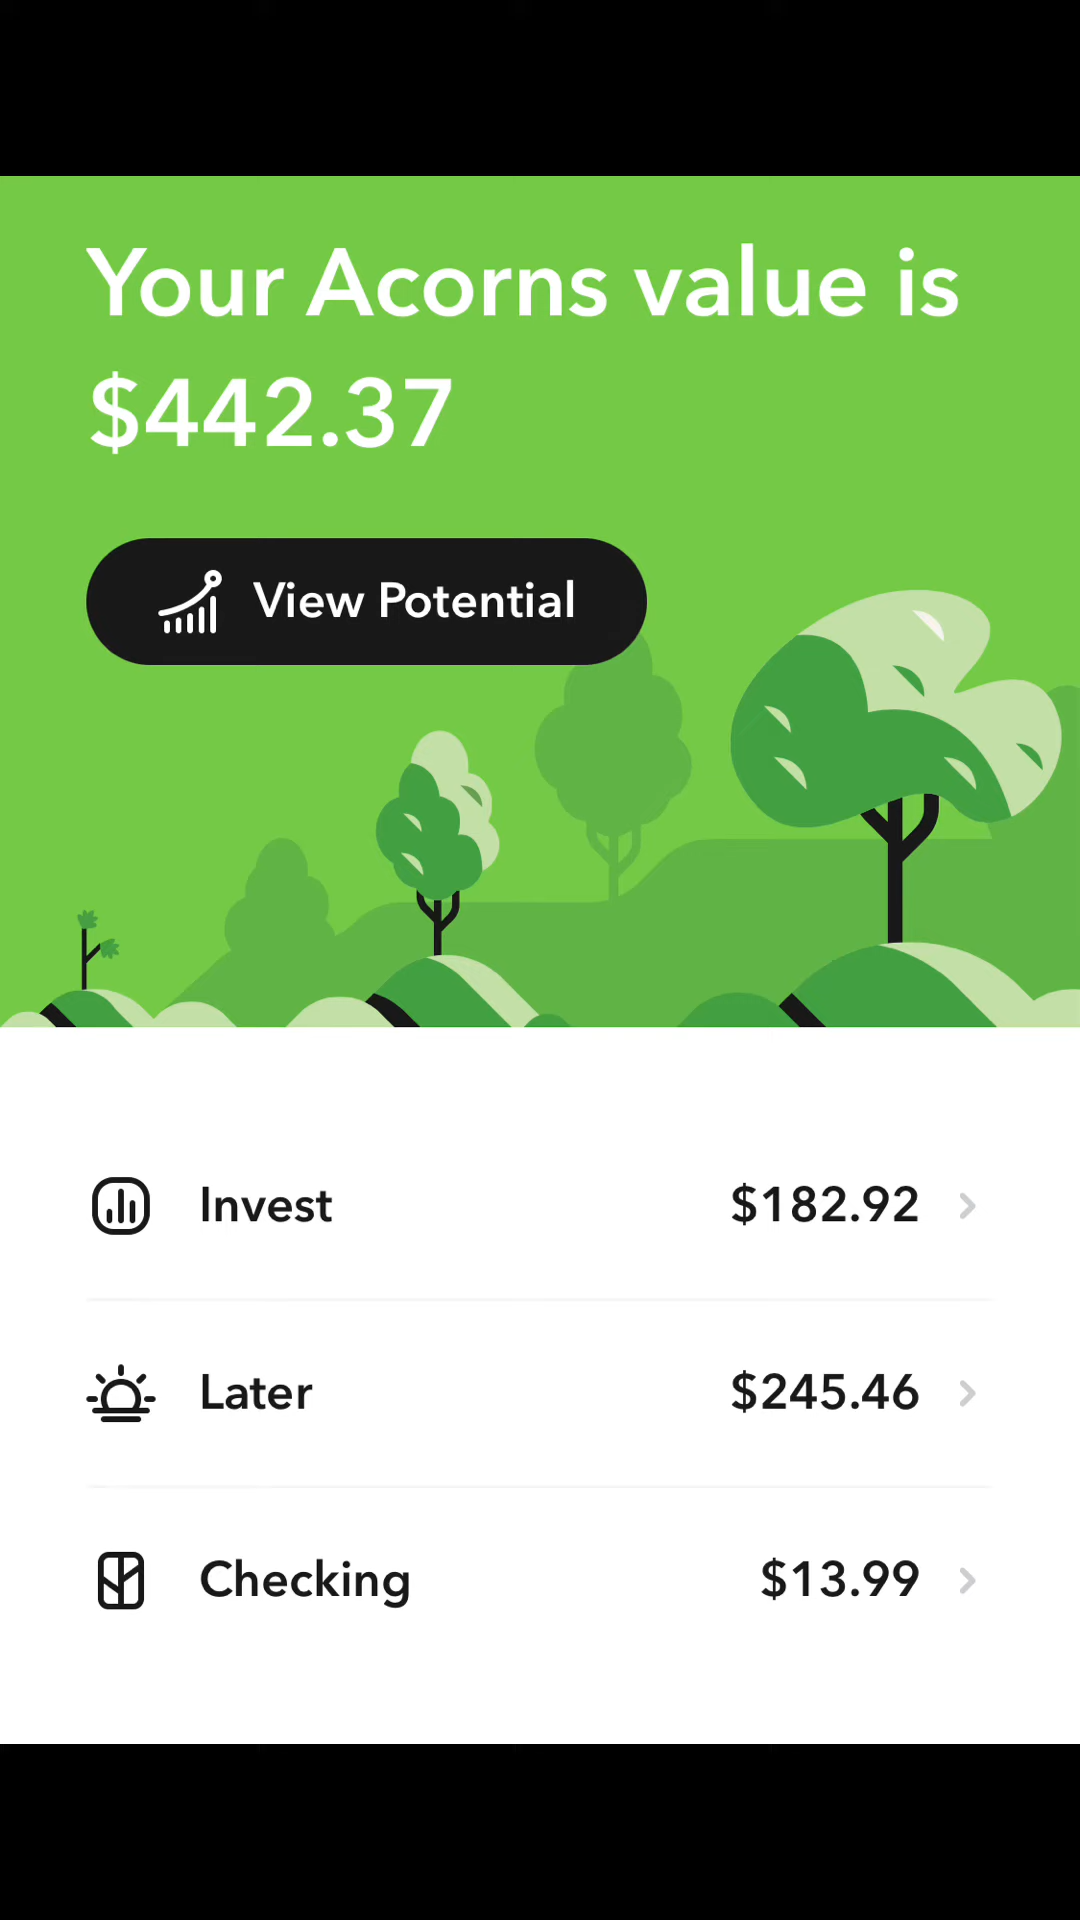 Your Acorns value is
$442.37
View Potential
Invest $182.92
Later $245.46
Checking $13.99